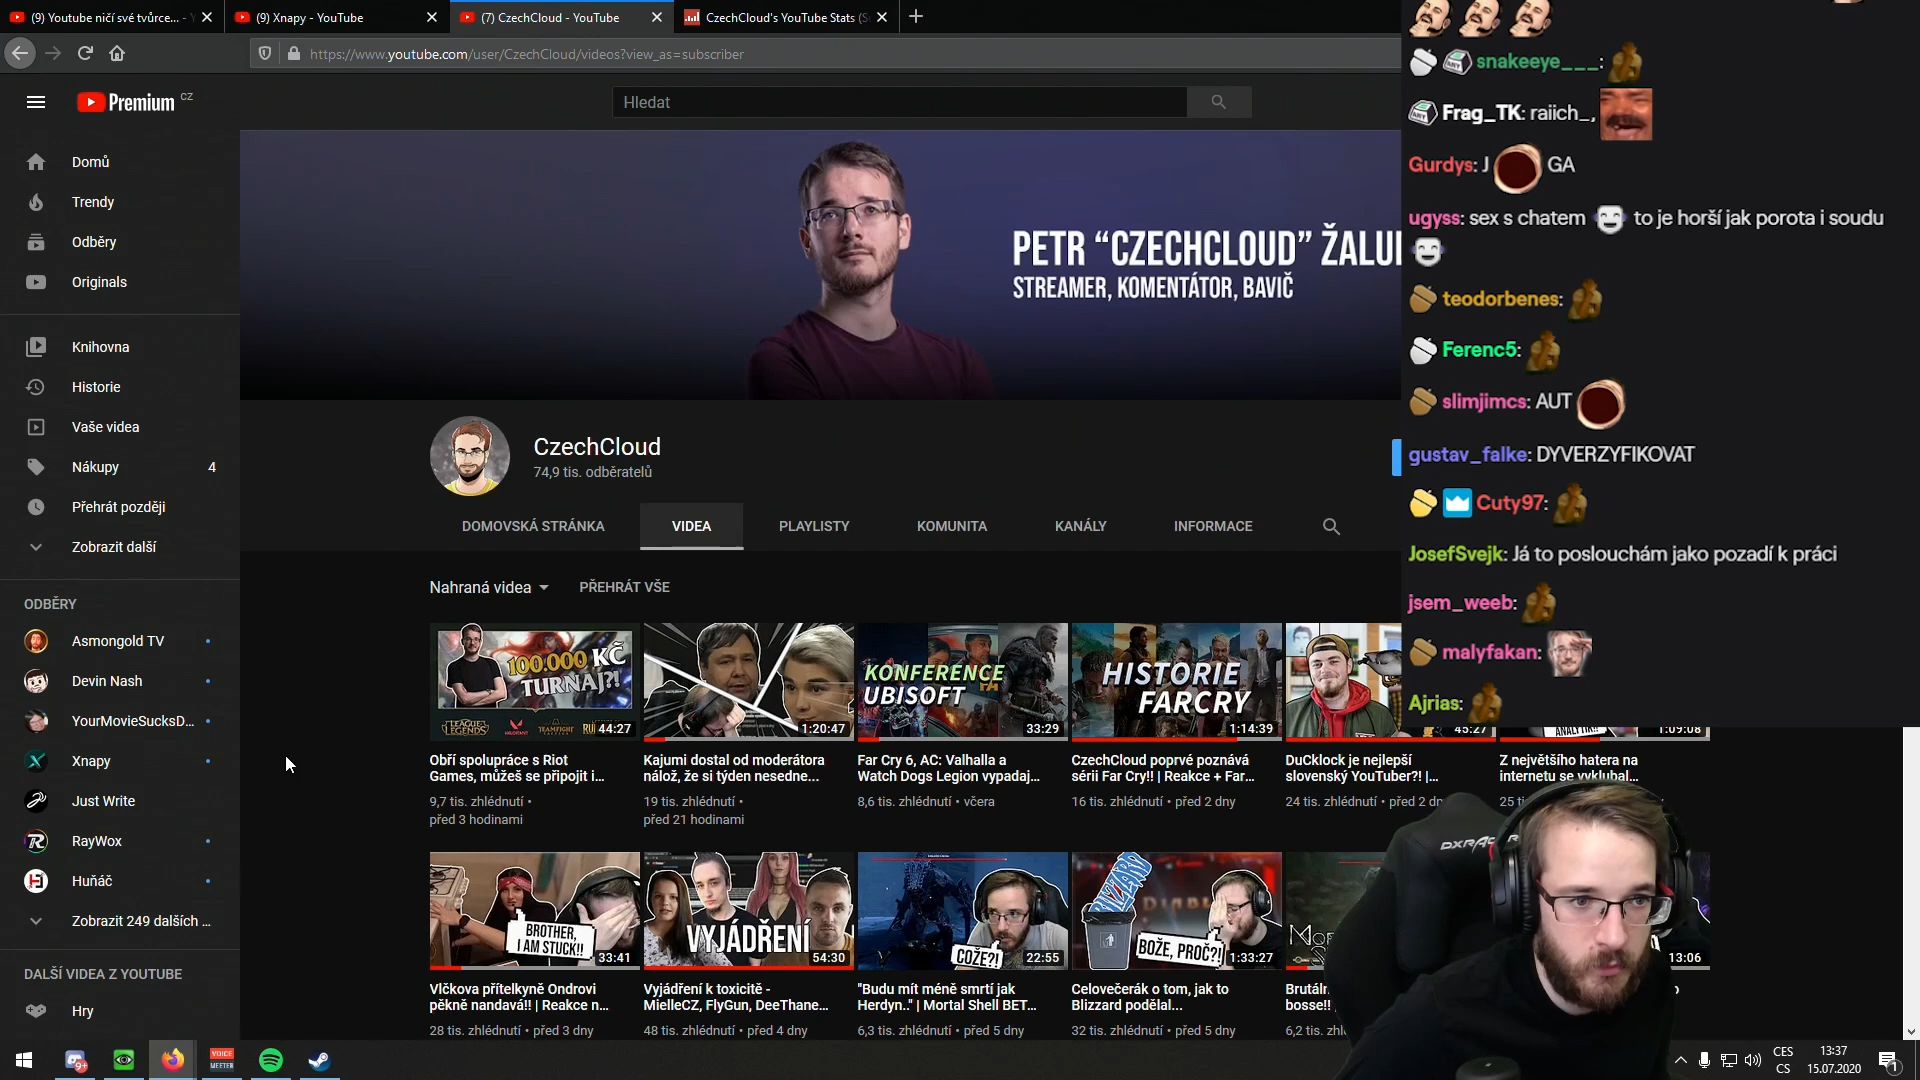 (9) Youtube ničí své tvůrce... -
(9) Xnapy - YouTube
(7) CzechCloud - YouTube
CzechCloud's YouTube Stats (S
https://www.youtube.com/user/CzechCloud/videos?view_as=subscriber
Premium CZ
Hledat
Domů
Trendy
Odběry
Originals
Knihovna
Historie
Vaše videa
Nákupy 4
Přehrát později
Zobrazit další
ODBĚRY
Asmongold TV
Devin Nash
YourMovieSucksD...
Xnapy
Just Write
RayWox
Huňáč
Zobrazit 249 dalších ...
DALŠÍ VIDEA Z YOUTUBE
Hry
PETR “CZECHCLOUD” ŽALU
STREAMER, KOMENTÁTOR, BAVIČ
CzechCloud
74,9 tis. odběratelů
DOMOVSKÁ STRÁNKA
VIDEA
PLAYLISTY
KOMUNITA
KANÁLY
INFORMACE
Nahraná videa
PŘEHRÁT VŠE
100.000 KČ
TURNAJ?!
LEAGUE LEGENDS
TEAMFIGHT
44:27
Obří spolupráce s Riot
Games, můžeš se připojit i...
9,7 tis. zhlédnutí •
před 3 hodinami
1:20:47
Kajumi dostal od moderátora
nálož, že si týden nesedne...
19 tis. zhlédnutí •
před 21 hodinami
KONFERENCE
UBISOFT
33:29
Far Cry 6, AC: Valhalla a
Watch Dogs Legion vypadaj...
8,6 tis. zhlédnutí • včera
HISTORIE
FARCRY
1:14:39
CzechCloud poprvé poznává
sérii Far Cry!! | Reakce + Far...
16 tis. zhlédnutí • před 2 dny
45:27
DuCklock je nejlepší
slovenský YouTuber?! |...
24 tis. zhlédnutí • před 2 dn
1:09:08
Z největšího hatera na
internetu se vyklubal...
25 ti
BROTHER,
I AM STUCK!!
33:41
Vlčkova přítelkyně Ondrovi
pěkně nandavá!! | Reakce n...
28 tis. zhlédnutí • před 3 dny
VYJÁDŘENÍ
54:30
Vyjádření k toxicitě -
MielleCZ, FlyGun, DeeThane...
48 tis. zhlédnutí • před 4 dny
COŽE?!
22:55
"Budu mít méně smrtí jak
Herdyn.." | Mortal Shell BET...
6,3 tis. zhlédnutí • před 5 dny
BLIZZARD
BOŽE, PROČ?!
1:33:27
Celovečerák o tom, jak to
Blizzard podělal...
32 tis. zhlédnutí • před 5 dny
Brutáln
bosse!!
6,2 tis.
13:06
snakeeye___:
Frag_TK: raiich_,
Gurdys: J GA
ugyss: sex s chatem to je horší jak porota i soudu
teodorbenes:
Ferenc5:
slimjimcs: AUT
gustav_falke: DYVERZYFIKOVAT
Cuty97:
JosefSvejk: Já to poslouchám jako pozadí k práci
jsem_weeb:
malyfakan:
Ajrias:
VOICE
MEETER
CES
CS
13:37
15.07.2020